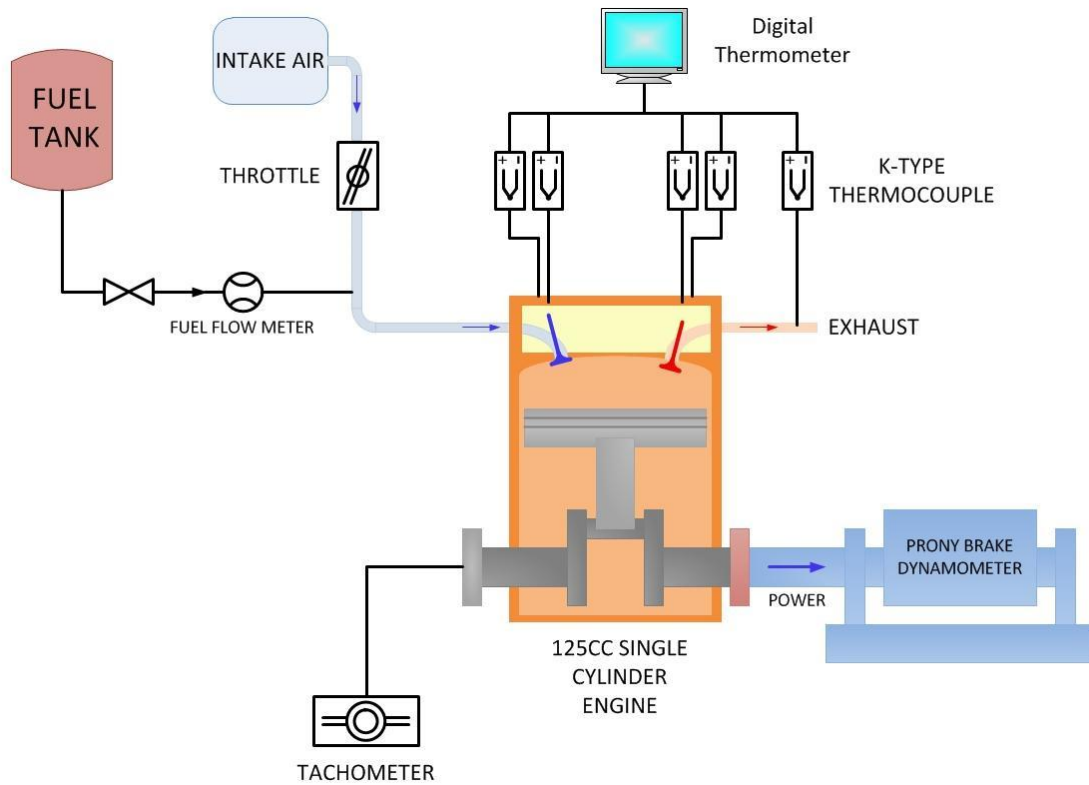 FUEL
TANK
INTAKE AIR
Digital
Thermometer
THROTTLE
+ -
+ -
+ -
+ -
+ -
K-TYPE
THERMOCOUPLE
FUEL FLOW METER
EXHAUST
PRONY BRAKE
DYNAMOMETER
POWER
125CC SINGLE
CYLINDER
ENGINE
TACHOMETER